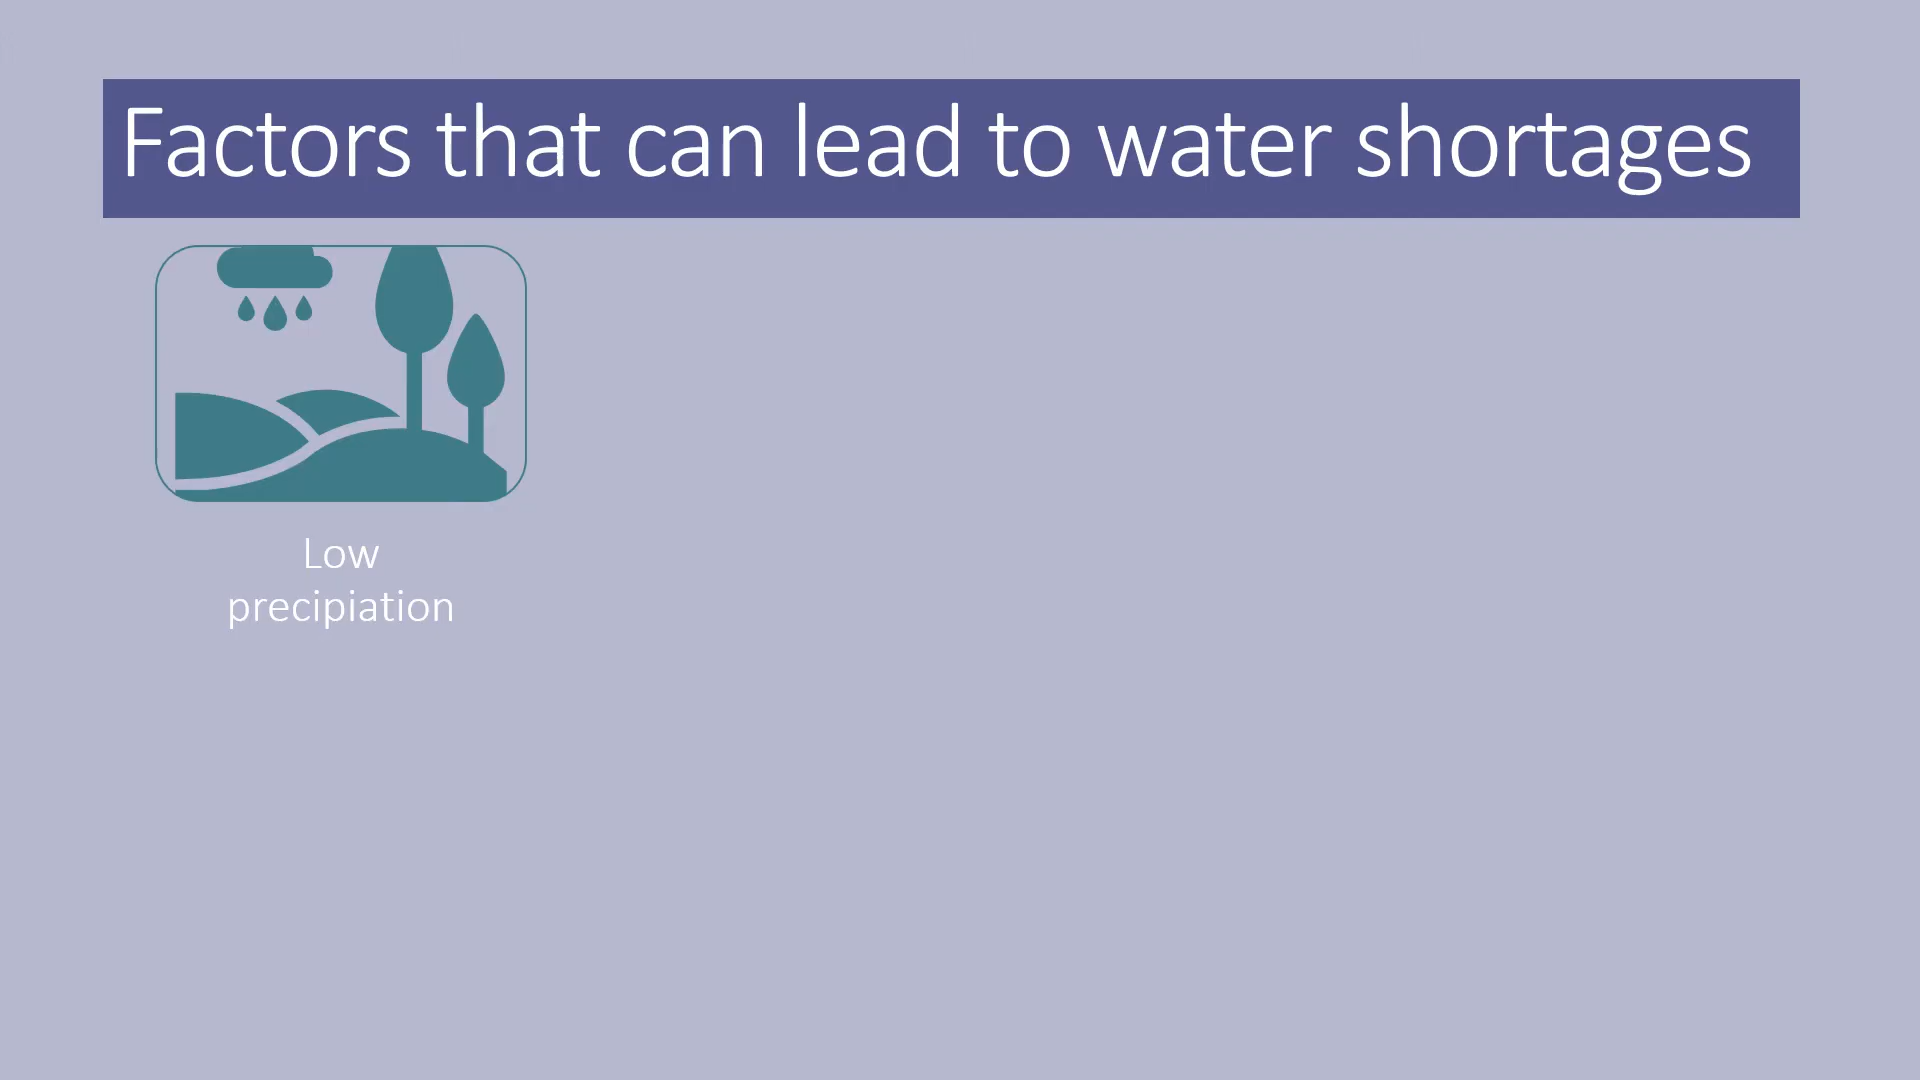 Factors that can lead to water shortages
Low
precipiation